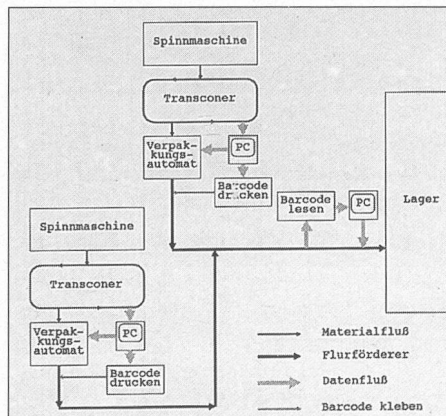 Spinnmaschine
Transconer
Verpak-
kungs-
automat
PC
Barcode
drucken
Barcode
lesen
PC
Lager
Spinnmaschine
Transconer
Verpak-
kungs-
automat
PC
Barcode
drucken
Materialfluß
Flurförderer
Datenfluß
Barcode kleben